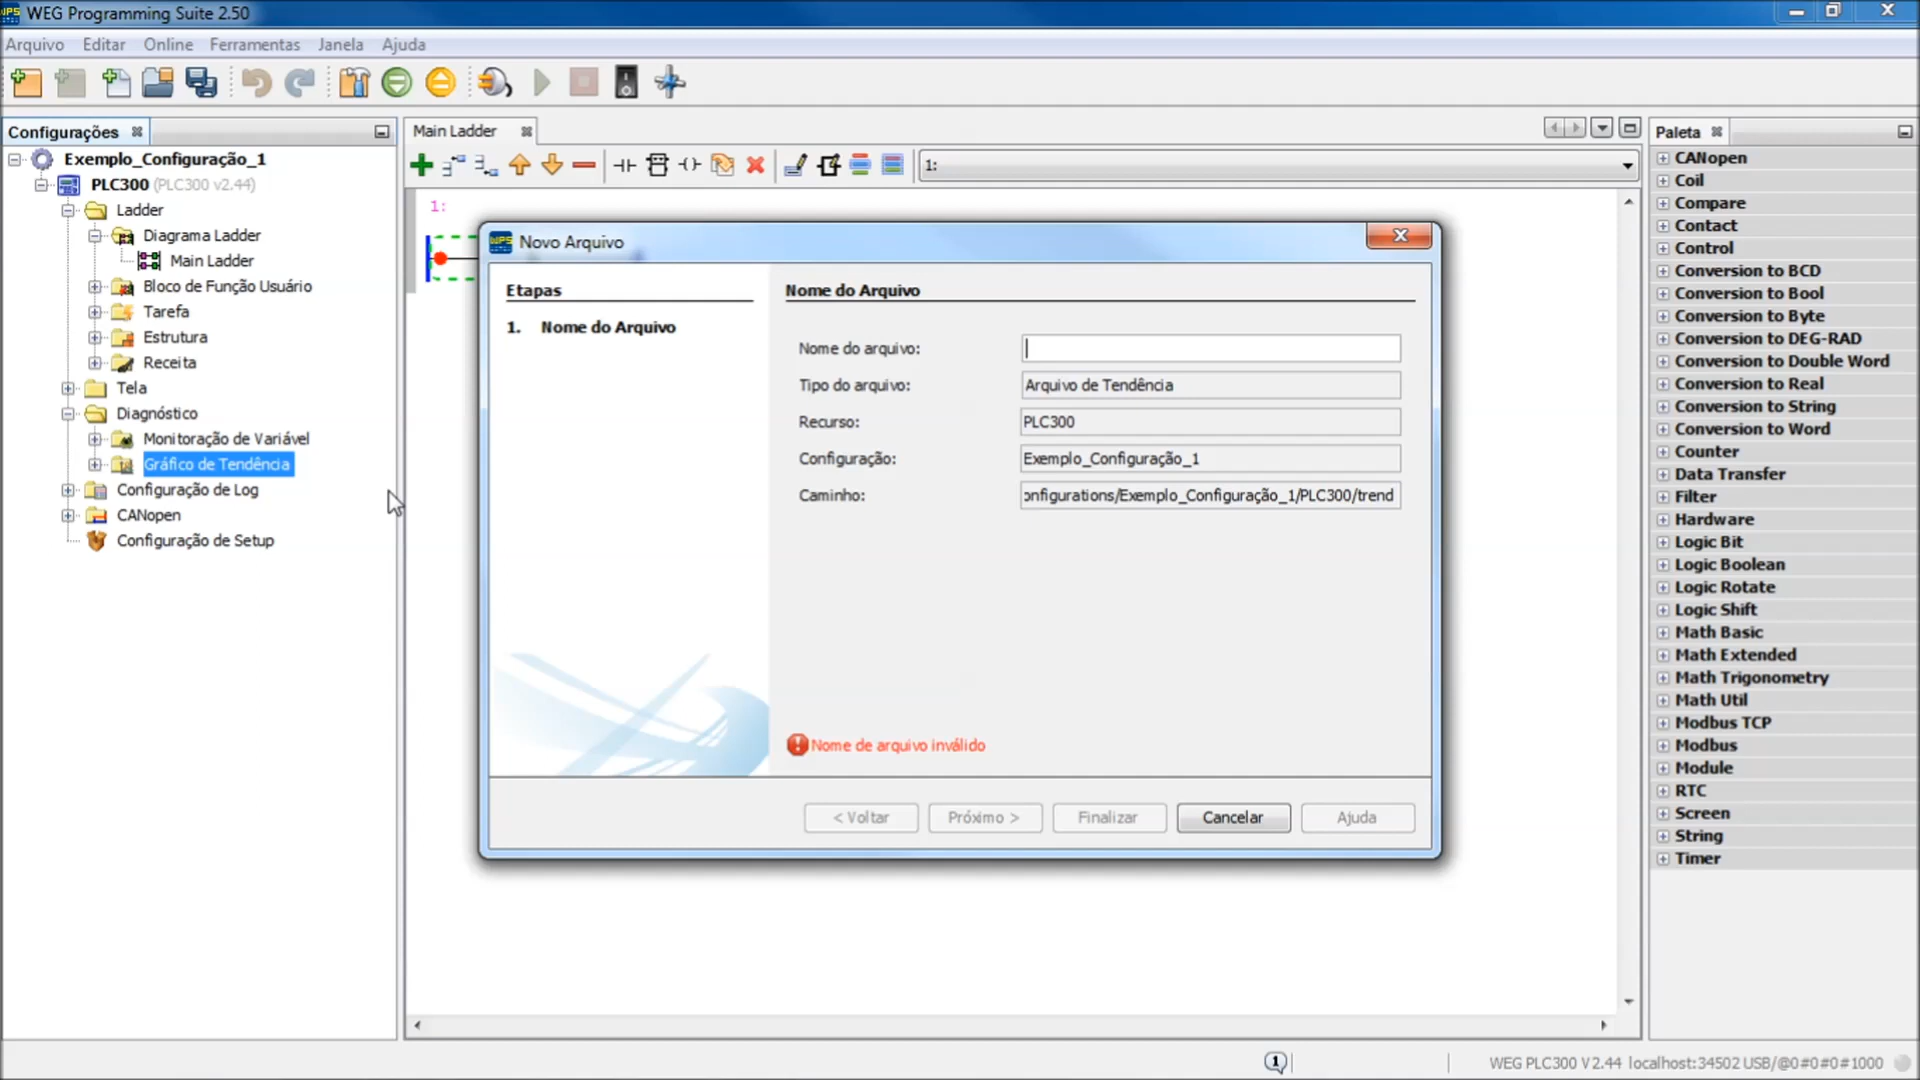 WEG Programming Suite 2.50
Arquivo Editar Online Ferramentas Janela Ajuda
Configurações
Exemplo_Configuração_1
PLC300 (PLC300 v2.44)
Ladder
Diagrama Ladder
Main Ladder
Bloco de Função Usuário
Tarefa
Estrutura
Receita
Tela
Diagnóstico
Monitoração de Variável
Gráfico de Tendência
Configuração de Log
CANopen
Configuração de Setup
Main Ladder
1:
1:
Novo Arquivo
Etapas
1. Nome do Arquivo
Nome do Arquivo
Nome do arquivo:
Tipo do arquivo: Arquivo de Tendência
Recurso: PLC300
Configuração: Exemplo_Configuração_1
Caminho: onfigurations/Exemplo_Configuração_1/PLC300/trend
Nome de arquivo inválido
< Voltar Próximo > Finalizar Cancelar Ajuda
Paleta
CANopen
Coil
Compare
Contact
Control
Conversion to BCD
Conversion to Bool
Conversion to Byte
Conversion to DEG-RAD
Conversion to Double Word
Conversion to Real
Conversion to String
Conversion to Word
Counter
Data Transfer
Filter
Hardware
Logic Bit
Logic Boolean
Logic Rotate
Logic Shift
Math Basic
Math Extended
Math Trigonometry
Math Util
Modbus TCP
Modbus
Module
RTC
Screen
String
Timer
1
WEG PLC300 V2.44 localhost:34502 USB/@0#0#0#1000